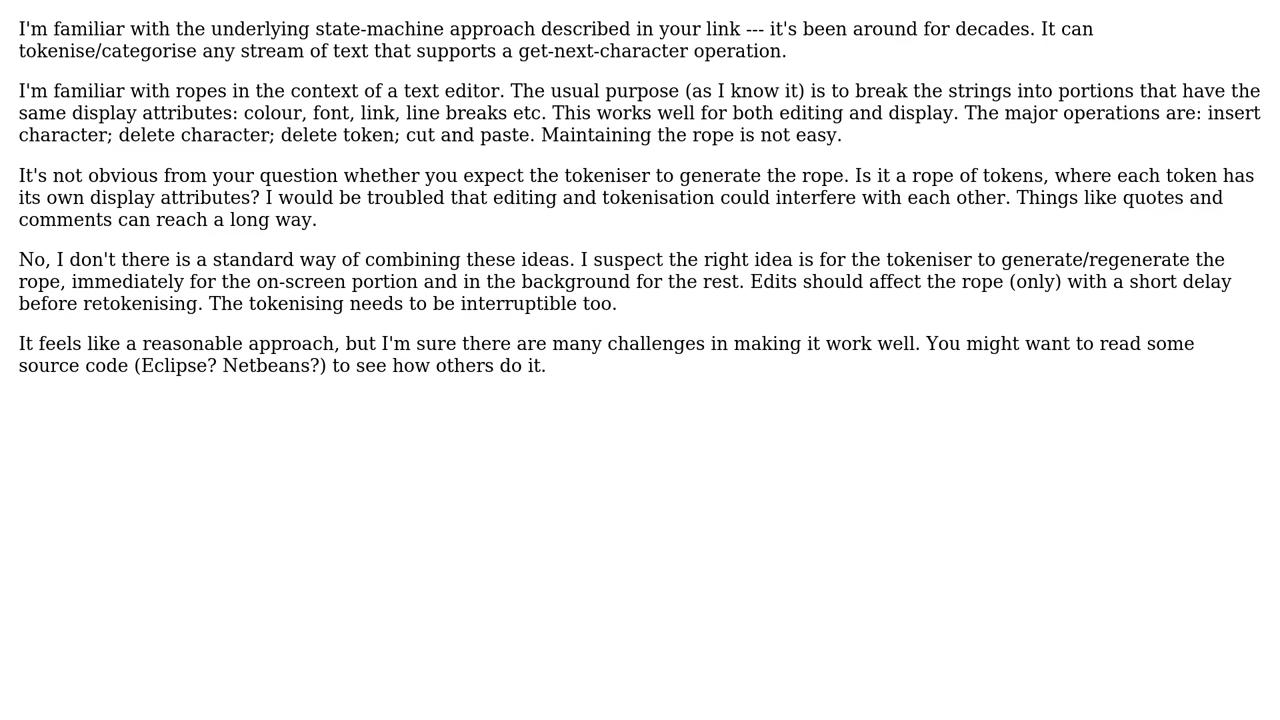 I'm familiar with the underlying state-machine approach described in your link --- it's been around for decades. It can
tokenise/categorise any stream of text that supports a get-next-character operation.
I'm familiar with ropes in the context of a text editor. The usual purpose (as I know it) is to break the strings into portions that have the
same display attributes: colour, font, link, line breaks etc. This works well for both editing and display. The major operations are: insert
character; delete character; delete token; cut and paste. Maintaining the rope is not easy.
It's not obvious from your question whether you expect the tokeniser to generate the rope. Is it a rope of tokens, where each token has
its own display attributes? I would be troubled that editing and tokenisation could interfere with each other. Things like quotes and
comments can reach a long way.
No, I don't there is a standard way of combining these ideas. I suspect the right idea is for the tokeniser to generate/regenerate the
rope, immediately for the on-screen portion and in the background for the rest. Edits should affect the rope (only) with a short delay
before retokenising. The tokenising needs to be interruptible too.
It feels like a reasonable approach, but I'm sure there are many challenges in making it work well. You might want to read some
source code (Eclipse? Netbeans?) to see how others do it.